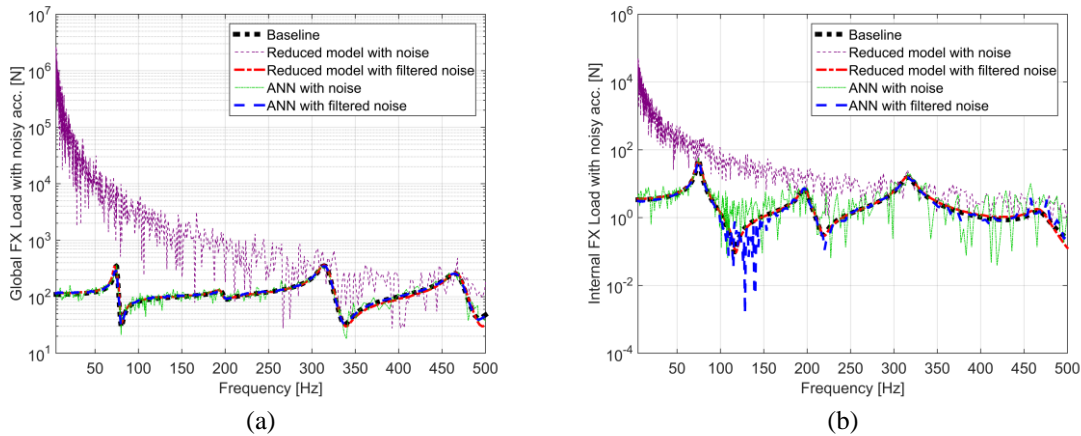 Global FX Load with noisy acc. [N]
10^7
10^6
10^5
10^4
10^3
10^2
10^1
Baseline
Reduced model with noise
Reduced model with filtered noise
ANN with noise
ANN with filtered noise
50 100 150 200 250 300 350 400 450 500
Frequency [Hz]
(a)
Internal FX Load with noisy acc. [N]
10^6
10^4
10^2
10^0
10^-2
10^-4
Baseline
Reduced model with noise
Reduced model with filtered noise
ANN with noise
ANN with filtered noise
50 100 150 200 250 300 350 400 450 500
Frequency [Hz]
(b)